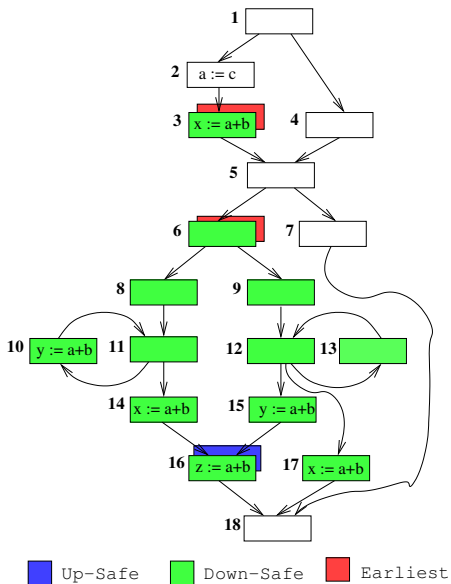 1
2 a := c
3 x := a+b 4
5
6 7
8 9
10 y := a+b 11 12 13
14 x := a+b 15 y := a+b
16 z := a+b 17 x := a+b
18
Up-Safe Down-Safe Earliest